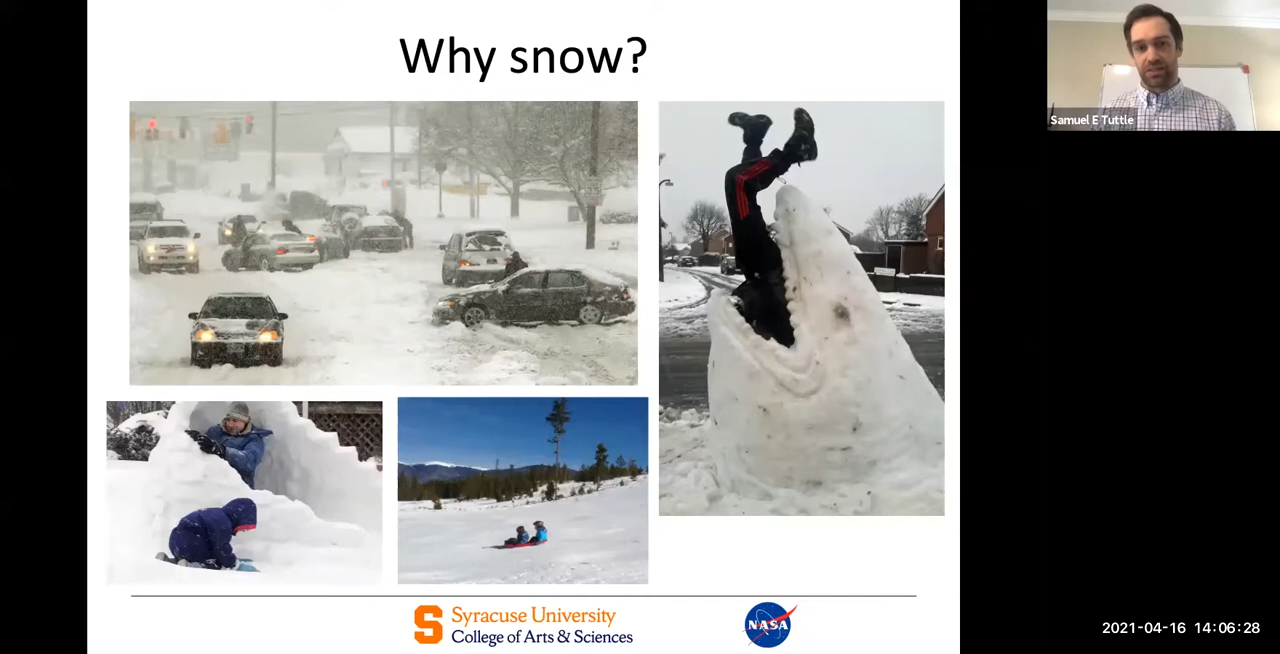 Why snow?
Samuel E Tuttle
S
Syracuse University
College of Arts & Sciences
NASA
2021-04-16 14:06:28